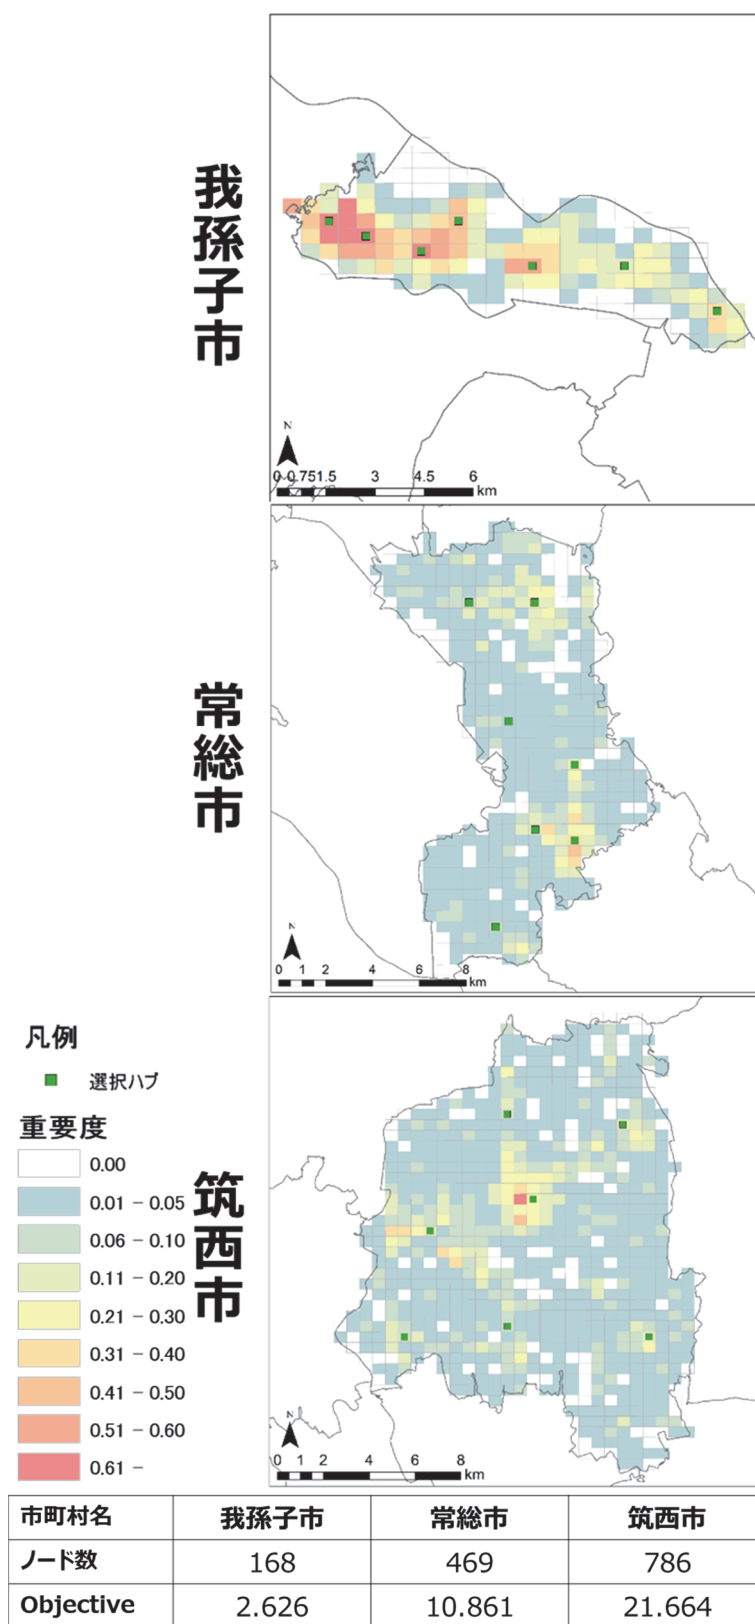 我孫子市
N
0 0.75 1.5 3 4.5 6 km
常総市
N
0 1 2 4 6 8 km
凡例
選択ハブ
重要度
0.00
0.01 − 0.05
0.06 − 0.10
0.11 − 0.20
0.21 − 0.30
0.31 − 0.40
0.41 − 0.50
0.51 − 0.60
0.61 −
筑西市
N
0 1 2 4 6 8 km
市町村名 我孫子市 常総市 筑西市
ノード数 168 469 786
Objective 2.626 10.861 21.664